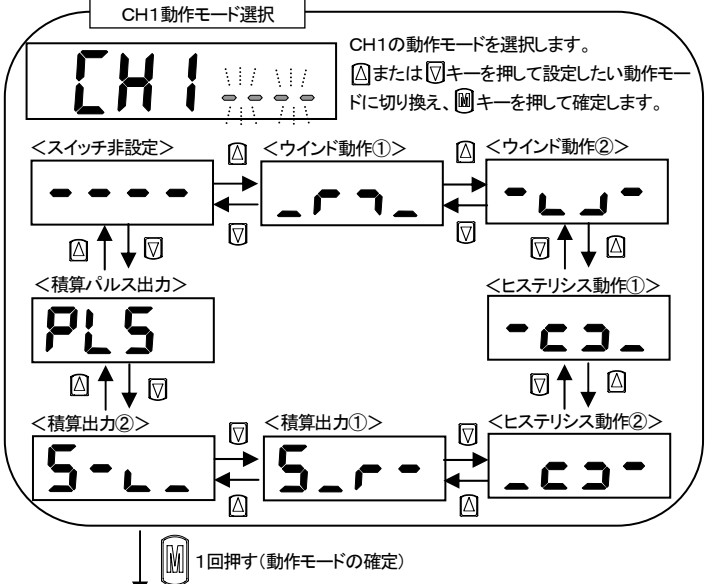 CH1動作モード選択
CH1
CH1の動作モードを選択します。
△または▽キーを押して設定したい動作モー
ドに切り換え、Mキーを押して確定します。
＜スイッチ非設定＞
＜ウインド動作①＞
＜ウインド動作②＞
＜積算パルス出力＞
PLS
＜ヒステリシス動作①＞
＜積算出力②＞
＜積算出力①＞
＜ヒステリシス動作②＞
M 1回押す(動作モードの確定)